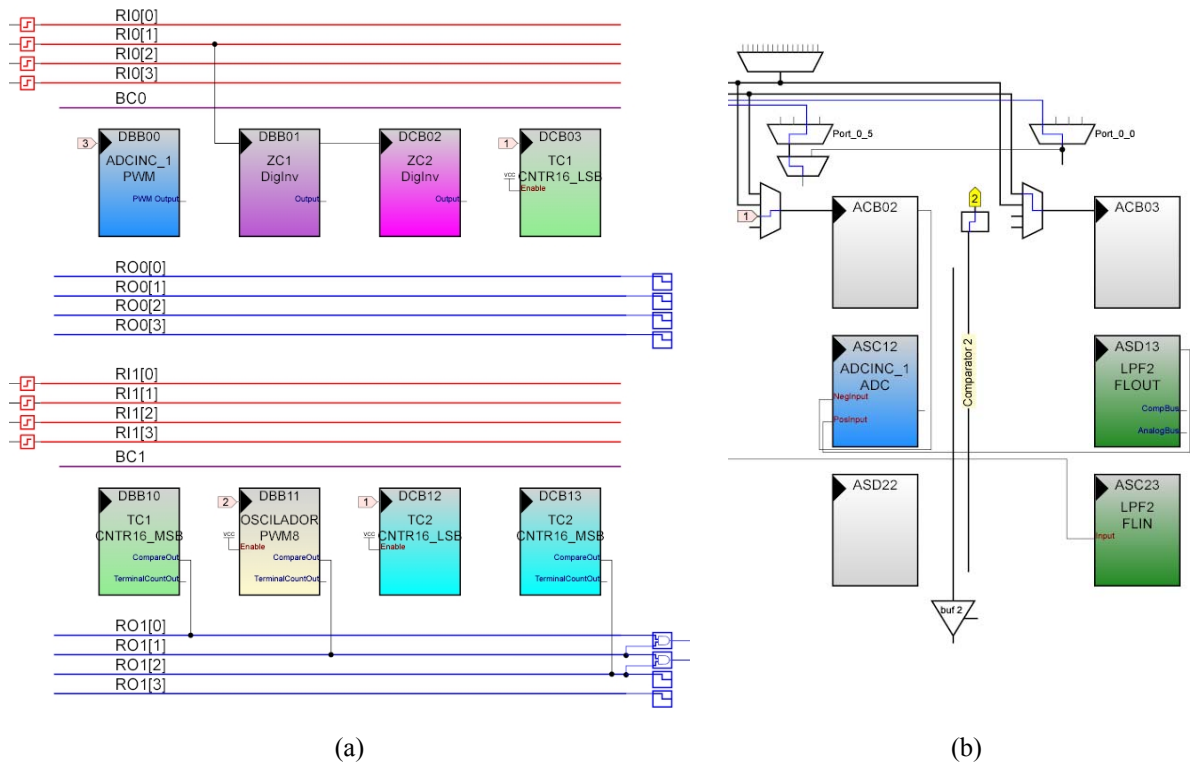 RI0[0]
RI0[1]
RI0[2]
RI0[3]
BC0
3
DBB00
ADCINC_1
PWM
PWM Output
DBB01
ZC1
DigInv
Output
DCB02
ZC2
DigInv
Output
1
DCB03
TC1
CNTR16_LSB
vcc
Enable
RO0[0]
RO0[1]
RO0[2]
RO0[3]
RI1[0]
RI1[1]
RI1[2]
RI1[3]
BC1
DBB10
TC1
CNTR16_MSB
CompareOut
TerminalCountOut
2
DBB11
OSCILADOR
PWM8
vcc
Enable
CompareOut
TerminalCountOut
1
DCB12
TC2
CNTR16_LSB
vcc
Enable
DCB13
TC2
CNTR16_MSB
CompareOut
TerminalCountOut
RO1[0]
RO1[1]
RO1[2]
RO1[3]
(a)
Port_0_5
Port_0_0
1
ACB02
2
ACB03
ASC12
ADCINC_1
ADC
NegInput
PosInput
Comparator 2
ASD13
LPF2
FLOUT
CompBus
AnalogBus
ASD22
ASC23
LPF2
FLIN
Input
buf 2
(b)